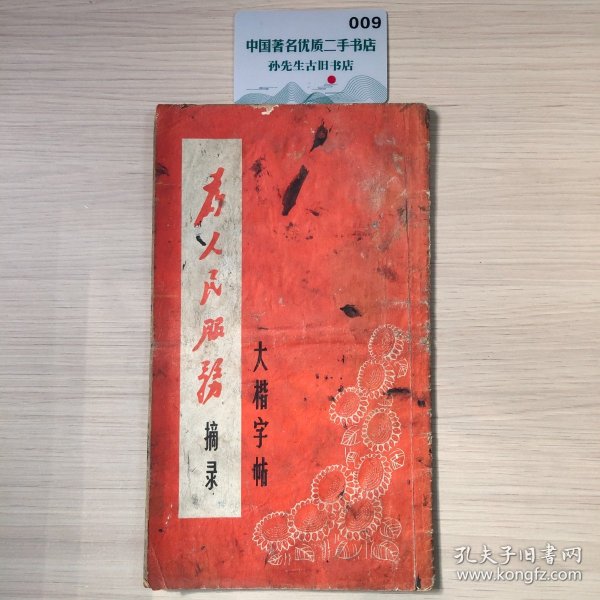 009
中国著名优质二手书店
孙先生古旧书店
为人民服务
摘录
大楷字帖
孔夫子旧书网
www.kongfz.com